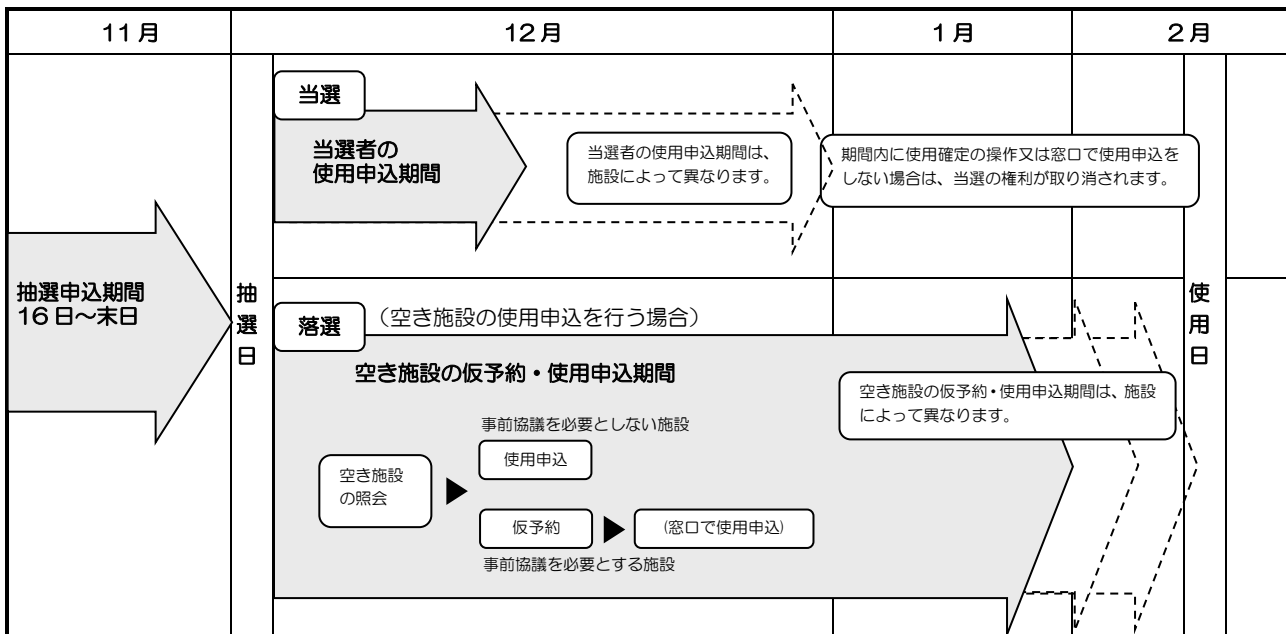 11月
12月
1月
2月
抽選申込期間
16日～末日
抽選日
当選
当選者の
使用申込期間
当選者の使用申込期間は、
施設によって異なります。
期間内に使用確定の操作又は窓口で使用申込を
しない場合は、当選の権利が取り消されます。
落選
（空き施設の使用申込を行う場合）
空き施設の仮予約・使用申込期間
空き施設の仮予約・使用申込期間は、施設
によって異なります。
事前協議を必要としない施設
使用申込
空き施設
の照会
仮予約
(窓口で使用申込)
事前協議を必要とする施設
使用日